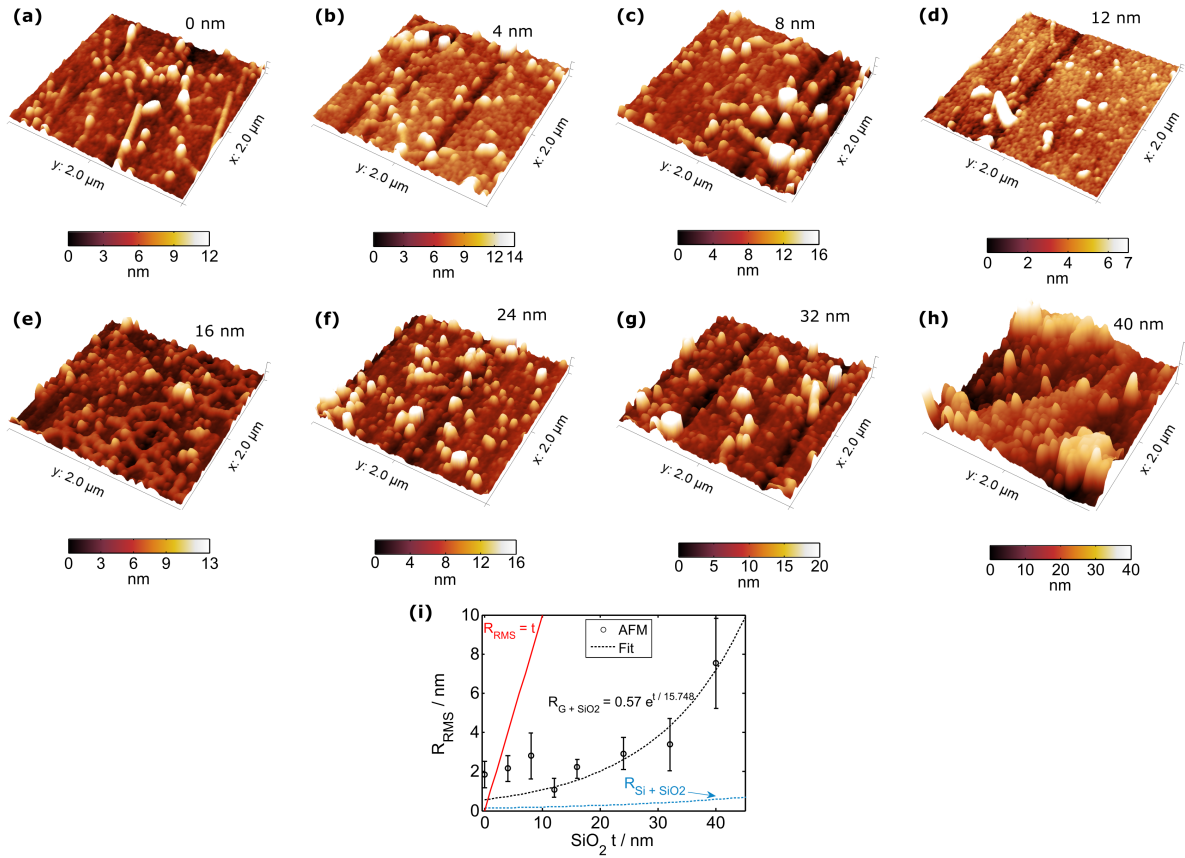 (a) 0 nm
(b) 4 nm
(c) 8 nm
(d) 12 nm
y: 2.0 µm
x: 2.0 µm
y: 2.0 µm
x: 2.0 µm
y: 2.0 µm
x: 2.0 µm
y: 2.0 µm
x: 2.0 µm
0 3 6 9 12
nm
0 3 6 9 12 14
nm
0 4 8 12 16
nm
0 2 4 6 7
nm
(e) 16 nm
(f) 24 nm
(g) 32 nm
(h) 40 nm
y: 2.0 µm
x: 2.0 µm
y: 2.0 µm
x: 2.0 µm
y: 2.0 µm
x: 2.0 µm
y: 2.0 µm
x: 2.0 µm
0 3 6 9 13
nm
0 4 8 12 16
nm
0 5 10 15 20
nm
0 10 20 30 40
nm
(i)
R_RMS / nm
10
8
6
4
2
0
R_RMS = t
AFM
Fit
R_G + SiO2 = 0.57 e^t / 15.748
R_Si + SiO2
0 10 20 30 40
SiO_2 t / nm